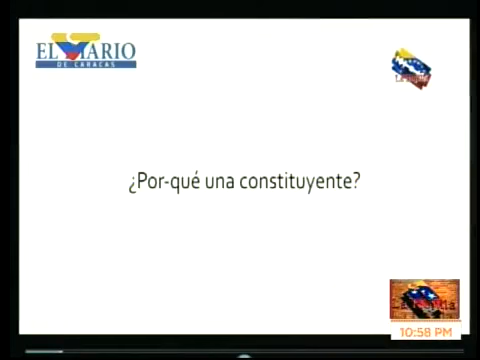 EL DIARIO
DE CARACAS
¿Por-qué una constituyente?
10:58 PM